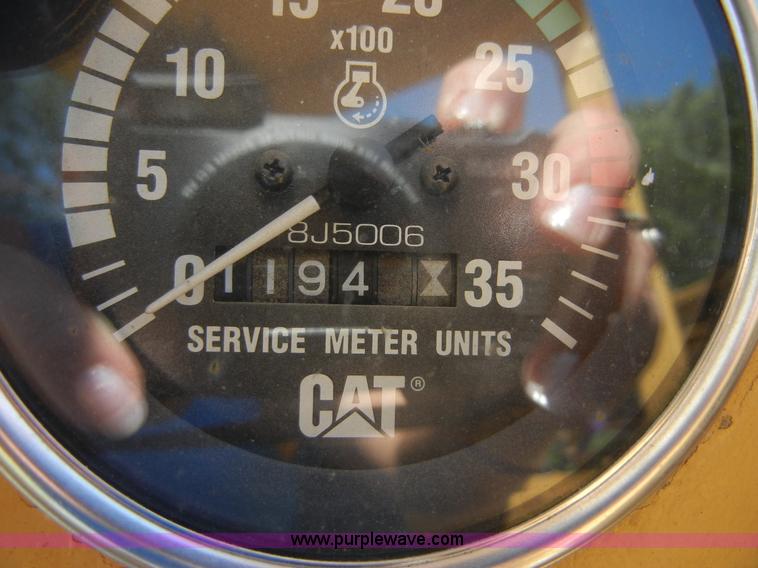 15 20
x100
10 25
5 30
8J5006
0 1194 35
SERVICE METER UNITS
CAT®
www.purplewave.com